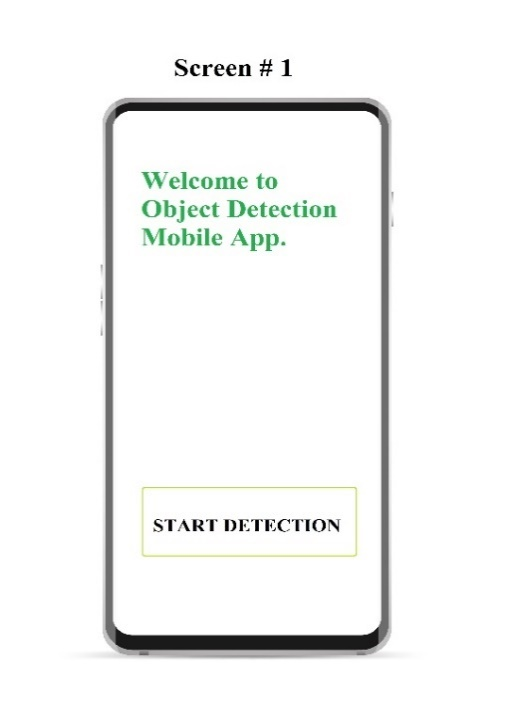 Screen # 1
Welcome to
Object Detection
Mobile App.
START DETECTION